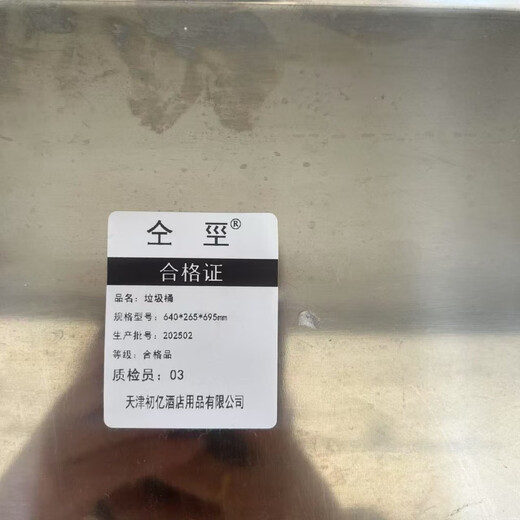 仝 坙®
合格证
品名：垃圾桶
规格型号：640*265*695mm
生产批号：202502
等级：合格品
质检员：03
天津初亿酒店用品有限公司